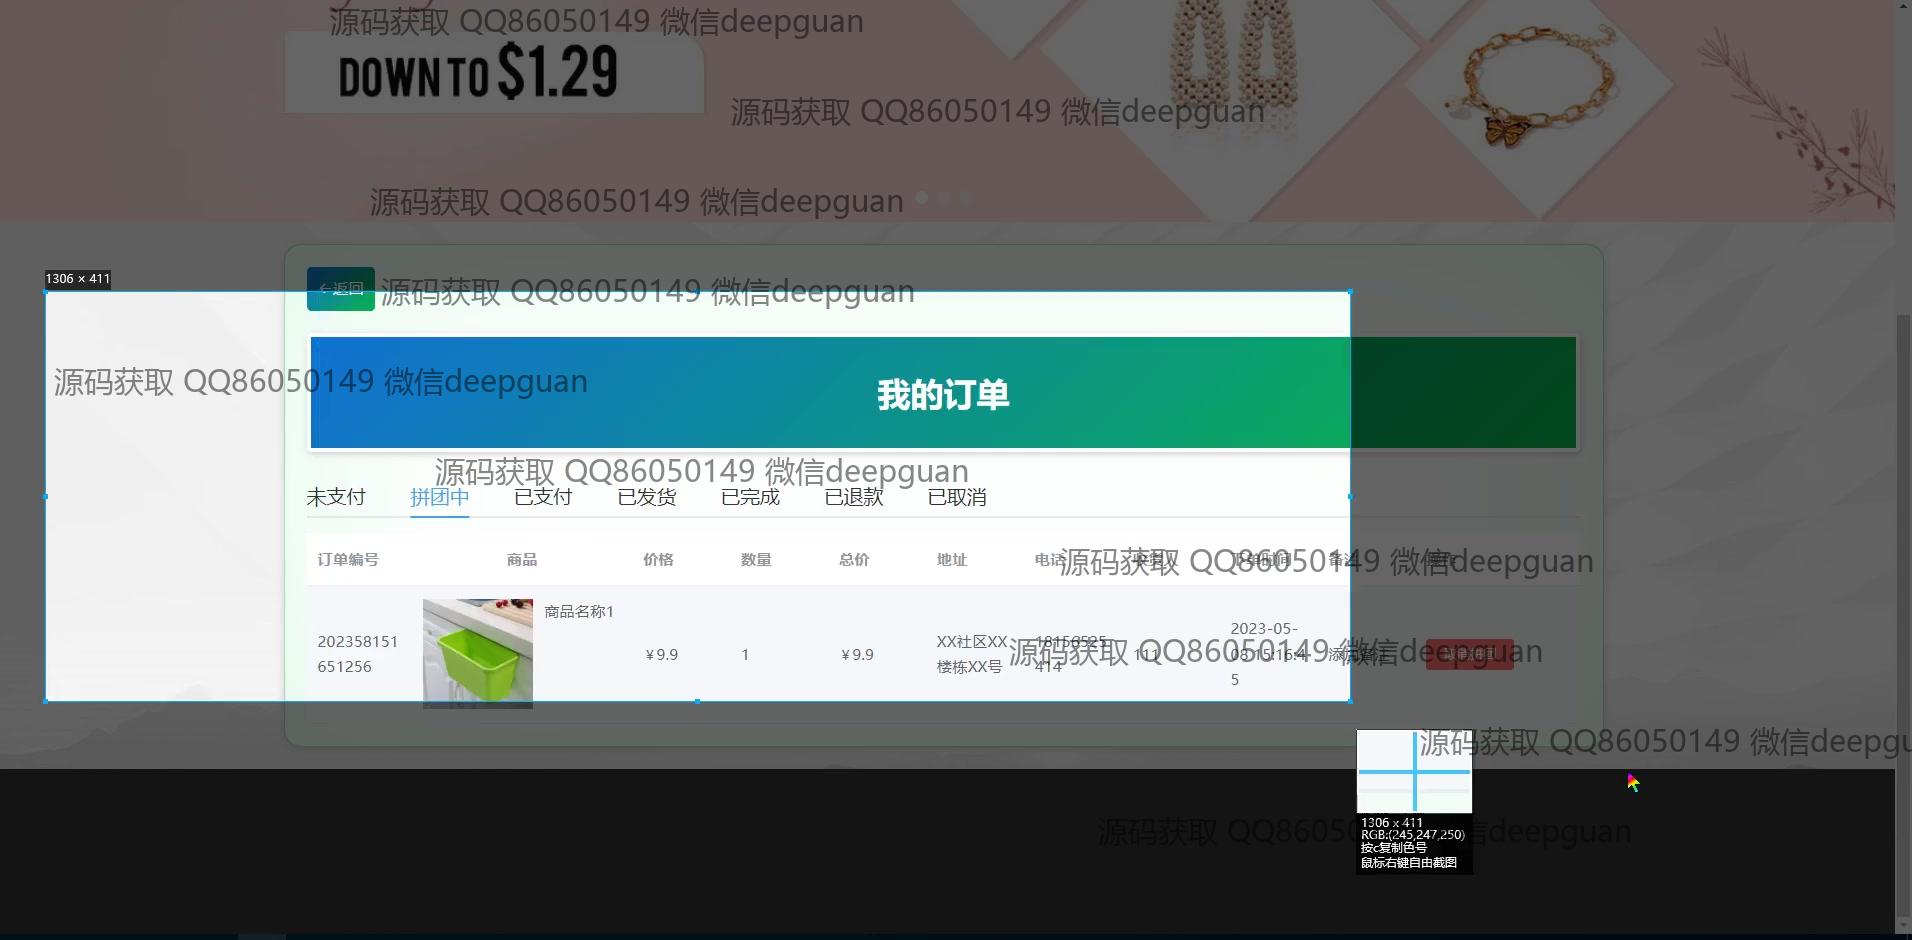 源码获取 QQ86050149 微信deepguan
DOWN TO $1.29
源码获取 QQ86050149 微信deepguan
源码获取 QQ86050149 微信deepguan
1306 × 411
←返回
源码获取 QQ86050149 微信deepguan
源码获取 QQ86050149 微信deepguan
我的订单
源码获取 QQ86050149 微信deepguan
未支付 拼团中 已支付 已发货 已完成 已退款 已取消
订单编号 商品 价格 数量 总价 地址 电话 收货人 下单时间 备注
源码获取 QQ86050149 微信deepguan
商品名称1
202358151
651256
¥9.9
1
¥9.9
XX社区XX
楼栋XX号
18156525
414
111
2023-05-
08 15:16:4
5
源码获取 QQ86050149 微信deepguan
源码获取 QQ86050149 微信deepgu
源码获取 QQ86050149 微信deepguan
1306 x 411
RGB:(245,247,250)
按c复制色号
鼠标右键自由截图